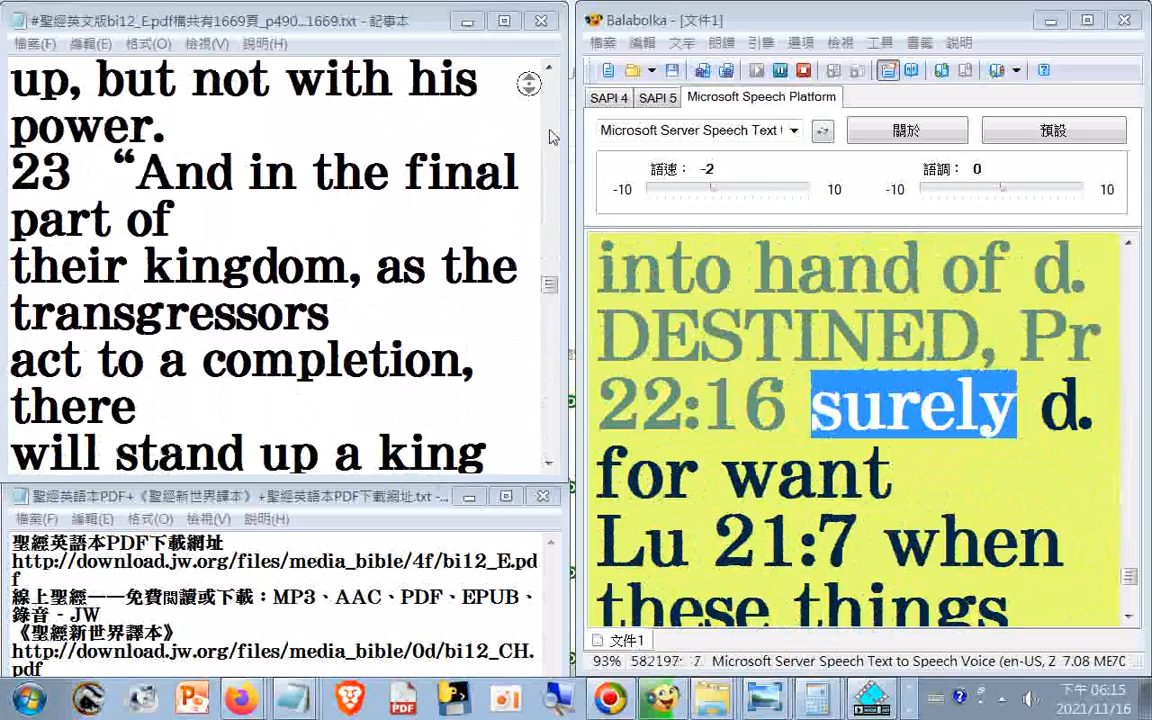 #聖經英文版bi12_E.pdf檔共有1669頁_p490...1669.txt - 記事本
檔案(F) 編輯(E) 格式(O) 檢視(V) 說明(H)
up, but not with his
power.
23 “And in the final
part of
their kingdom, as the
transgressors
act to a completion,
there
will stand up a king
聖經英語本PDF+《聖經新世界譯本》+聖經英語本PDF下載網址.txt -...
檔案(F) 編輯(E) 格式(O) 檢視(V) 說明(H)
聖經英語本PDF下載網址
http://download.jw.org/files/media_bible/4f/bi12_E.pd
f
線上聖經——免費閱讀或下載：MP3、AAC、PDF、EPUB、
錄音 - JW
《聖經新世界譯本》
http://download.jw.org/files/media_bible/0d/bi12_CH.
pdf
Balabolka - [文件1]
檔案 編輯 文字 朗讀 引擎 選項 檢視 工具 書籤 說明
SAPI 4 SAPI 5 Microsoft Speech Platform
Microsoft Server Speech Text 關於 預設
語速： -2 語調： 0
-10 10 -10 10
into hand of d.
DESTINED, Pr
22:16 surely d.
for want
Lu 21:7 when
these things
文件1
93% 582197: 7. Microsoft Server Speech Text to Speech Voice (en-US, Z 7.08 ME7C
下午 06:15
2021/11/16